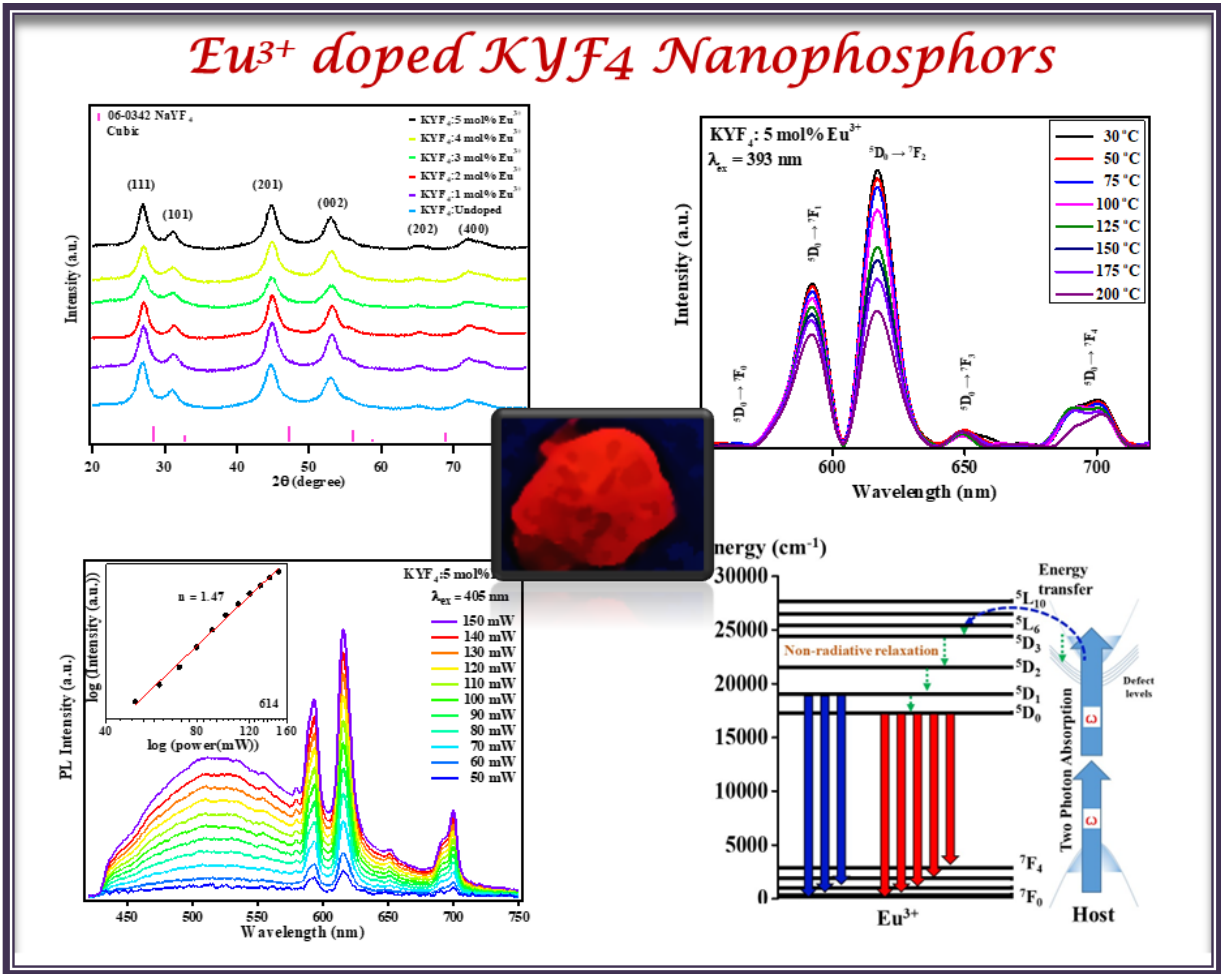 Eu³⁺ doped KYF4 Nanophosphors
06-0342 NaYF₄
Cubic
KYF₄:5 mol% Eu³⁺
KYF₄:4 mol% Eu³⁺
KYF₄:3 mol% Eu³⁺
KYF₄:2 mol% Eu³⁺
KYF₄:1 mol% Eu³⁺
KYF₄:Undoped
(111)
(101)
(201)
(002)
(202)
(400)
Intensity (a.u.)
20 30 40 50 60 70
2θ (degree)
KYF₄: 5 mol% Eu³⁺
λex = 393 nm
⁵D₀ → ⁷F₂
⁵D₀ → ⁷F₁
⁵D₀ → ⁷F₀
⁵D₀ → ⁷F₃
⁵D₀ → ⁷F₄
30 °C
50 °C
75 °C
100 °C
125 °C
150 °C
175 °C
200 °C
Intensity (a.u.)
600 650 700
Wavelength (nm)
KYF₄:5 mol%
λex = 405 nm
150 mW
140 mW
130 mW
120 mW
110 mW
100 mW
90 mW
80 mW
70 mW
60 mW
50 mW
n = 1.47
614
log (Intensity (a.u.))
40 80 120 160
log (power(mW))
PL Intensity (a.u.)
450 500 550 600 650 700 750
Wavelength (nm)
nergy (cm⁻¹)
30000
25000
20000
15000
10000
5000
0
⁵L₁₀
⁵L₆
⁵D₃
⁵D₂
⁵D₁
⁵D₀
⁷F₄
⁷F₀
Non-radiative relaxation
Energy
transfer
Defect
levels
Two Photon Absorption
ω
ω
Eu³⁺
Host